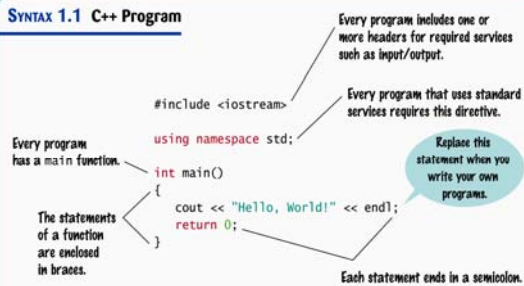 SYNTAX 1.1 C++ Program
Every program includes one or
more headers for required services
such as input/output.
#include <iostream>
Every program that uses standard
services requires this directive.
using namespace std;
Every program
has a main function.
int main()
{
cout << "Hello, World!" << endl;
return 0;
}
Replace this
statement when you
write your own
programs.
The statements
of a function
are enclosed
in braces.
Each statement ends in a semicolon.